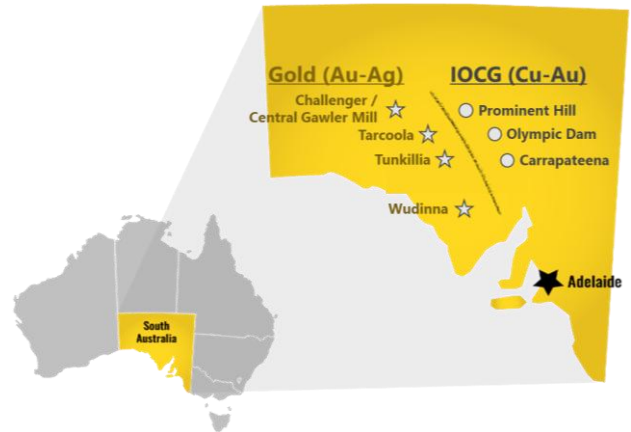 Gold (Au-Ag)
IOCG (Cu-Au)
Challenger /
Central Gawler Mill
Tarcoola
Tunkillia
Wudinna
Prominent Hill
Olympic Dam
Carrapateena
Adelaide
South
Australia